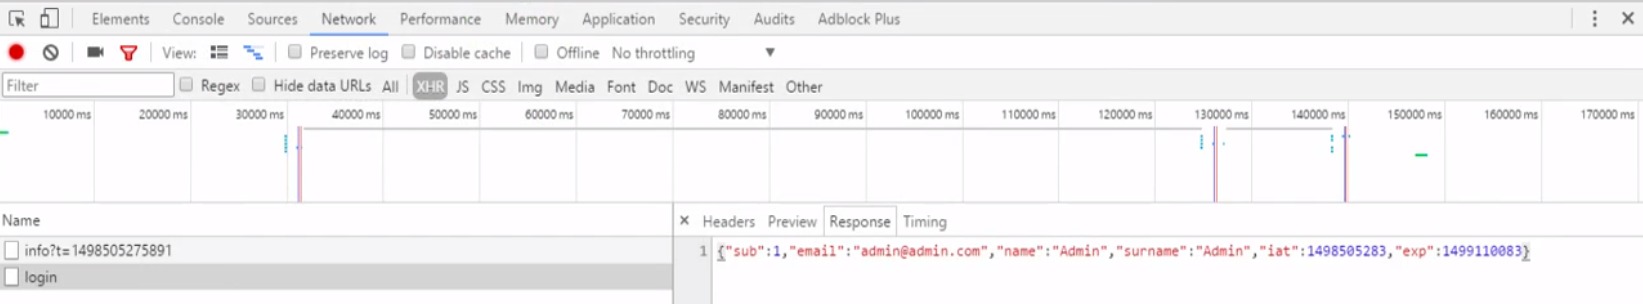 Elements Console Sources Network Performance Memory Application Security Audits Adblock Plus
View: Preserve log Disable cache Offline No throttling
Filter Regex Hide data URLs All XHR JS CSS Img Media Font Doc WS Manifest Other
10000 ms 20000 ms 30000 ms 40000 ms 50000 ms 60000 ms 70000 ms 80000 ms 90000 ms 100000 ms 110000 ms 120000 ms 130000 ms 140000 ms 150000 ms 160000 ms 170000 ms
Name
info?t=1498505275891
login
× Headers Preview Response Timing
1 {"sub":1,"email":"admin@admin.com","name":"Admin","surname":"Admin","iat":1498505283,"exp":1499110083}